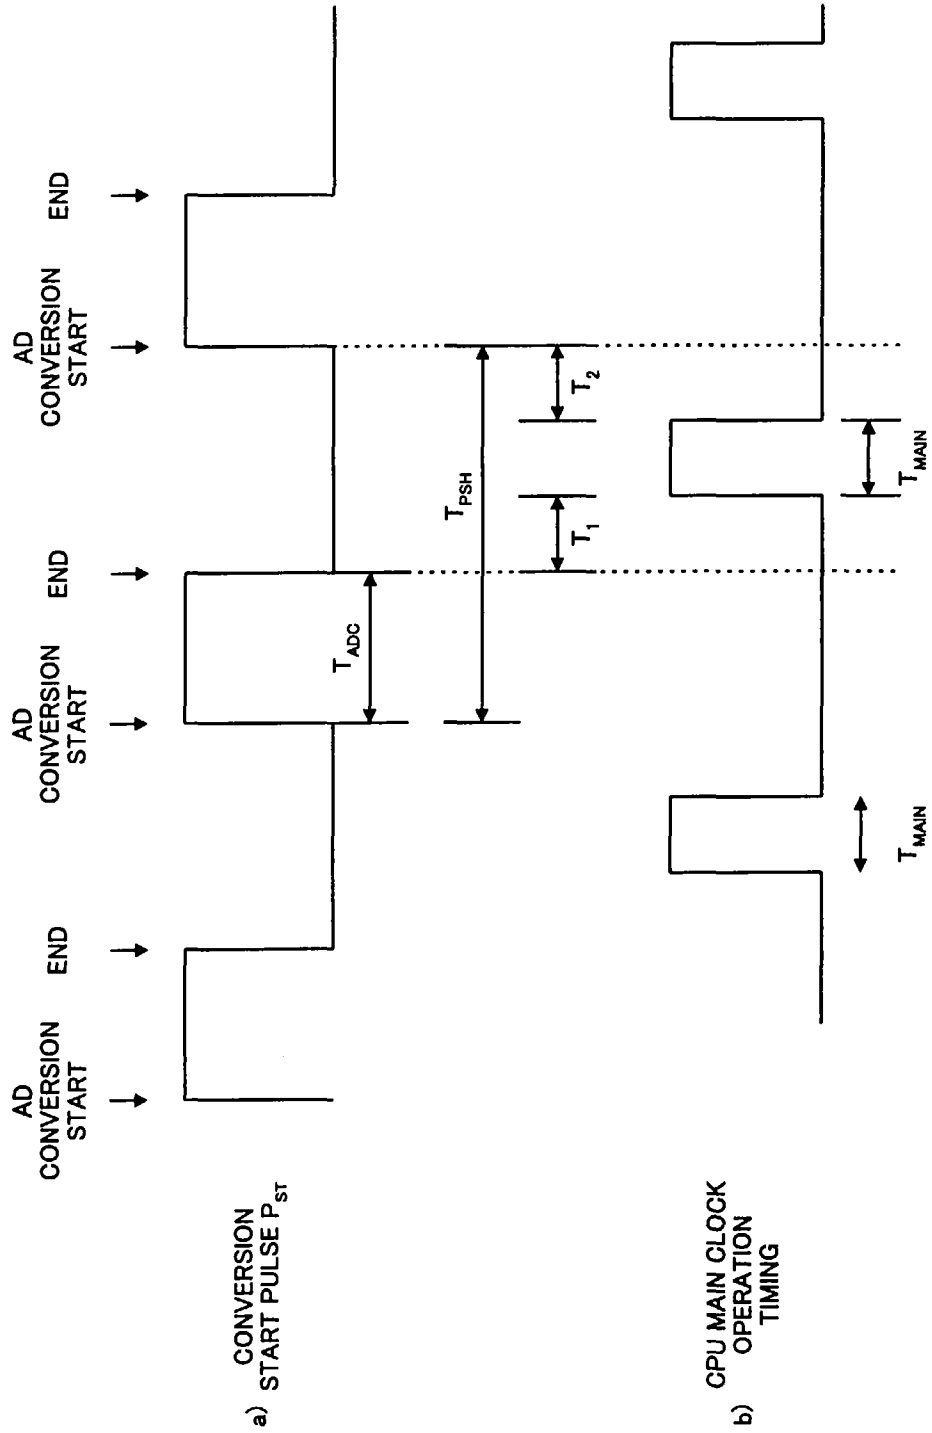 AD
CONVERSION
START
END
AD
CONVERSION
START
END
AD
CONVERSION
START
END
a) CONVERSION
START PULSE P_ST
T_ADC
T_PSH
T_1
T_2
b) CPU MAIN CLOCK
OPERATION
TIMING
T_MAIN
T_MAIN